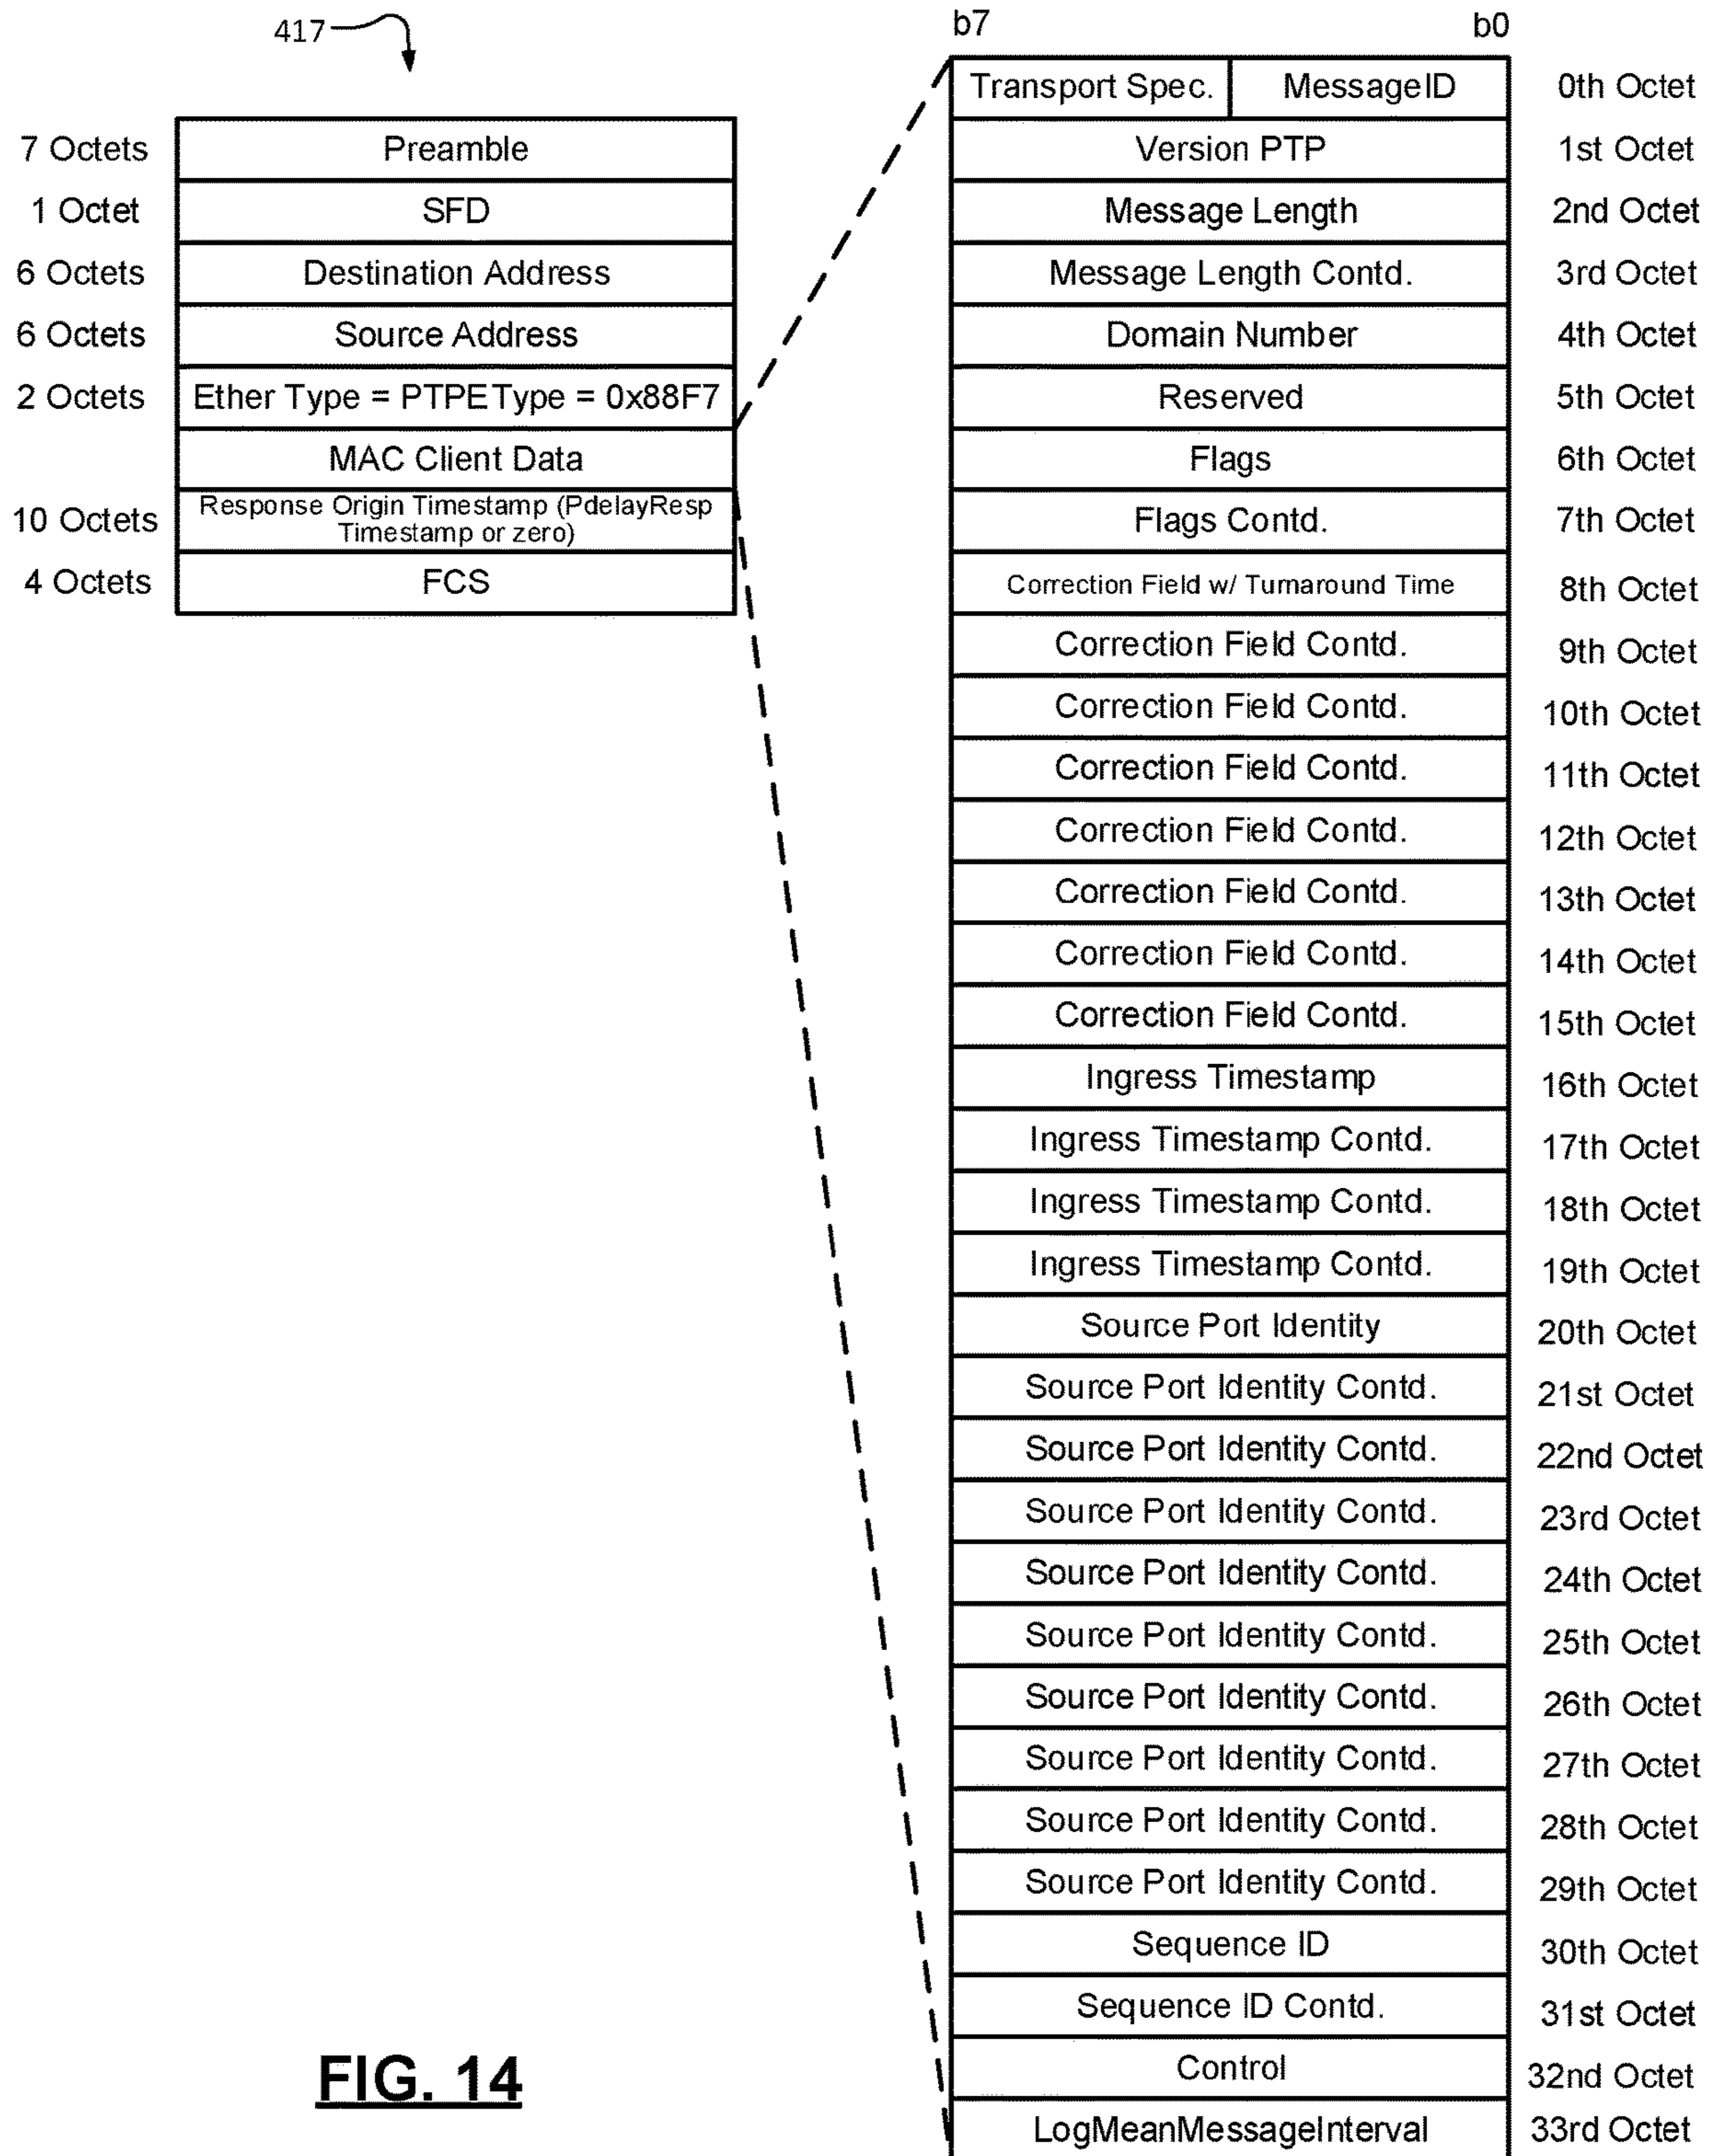 417
7 Octets Preamble
1 Octet SFD
6 Octets Destination Address
6 Octets Source Address
2 Octets Ether Type = PTPEType = 0x88F7
MAC Client Data
10 Octets Response Origin Timestamp (PdelayResp
Timestamp or zero)
4 Octets FCS
b7 b0
Transport Spec. MessageID 0th Octet
Version PTP 1st Octet
Message Length 2nd Octet
Message Length Contd. 3rd Octet
Domain Number 4th Octet
Reserved 5th Octet
Flags 6th Octet
Flags Contd. 7th Octet
Correction Field w/ Turnaround Time 8th Octet
Correction Field Contd. 9th Octet
Correction Field Contd. 10th Octet
Correction Field Contd. 11th Octet
Correction Field Contd. 12th Octet
Correction Field Contd. 13th Octet
Correction Field Contd. 14th Octet
Correction Field Contd. 15th Octet
Ingress Timestamp 16th Octet
Ingress Timestamp Contd. 17th Octet
Ingress Timestamp Contd. 18th Octet
Ingress Timestamp Contd. 19th Octet
Source Port Identity 20th Octet
Source Port Identity Contd. 21st Octet
Source Port Identity Contd. 22nd Octet
Source Port Identity Contd. 23rd Octet
Source Port Identity Contd. 24th Octet
Source Port Identity Contd. 25th Octet
Source Port Identity Contd. 26th Octet
Source Port Identity Contd. 27th Octet
Source Port Identity Contd. 28th Octet
Source Port Identity Contd. 29th Octet
Sequence ID 30th Octet
Sequence ID Contd. 31st Octet
Control 32nd Octet
LogMeanMessageInterval 33rd Octet
FIG. 14